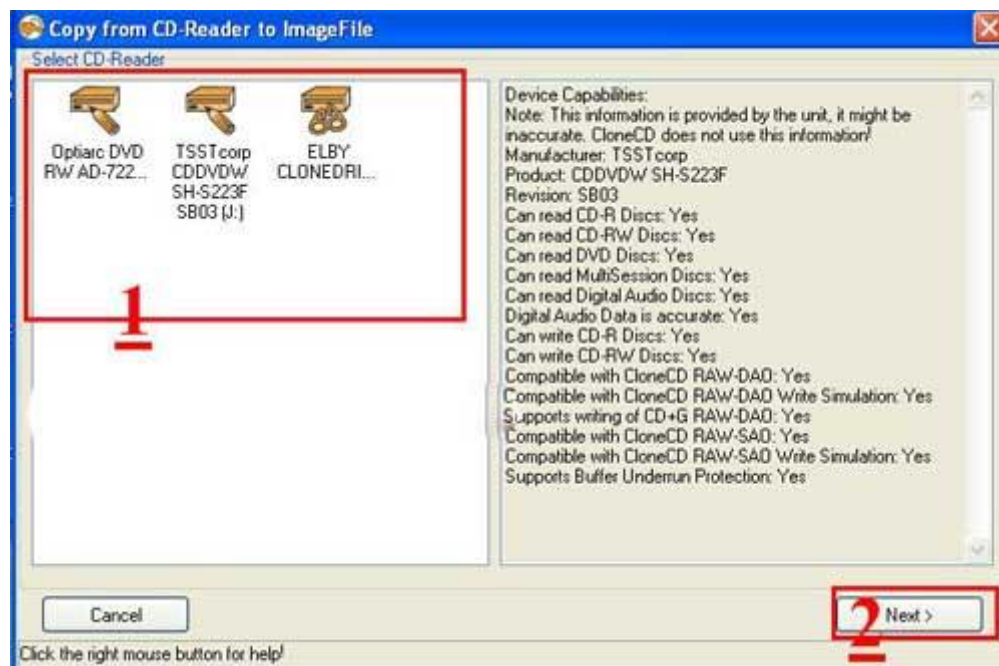 Copy from CD-Reader to ImageFile
Select CD-Reader
Optiarc DVD
RW AD-722...
TSSTcorp
CDDVDW
SH-S223F
SB03 (J:)
ELBY
CLONEDRI...
1
Device Capabilities:
Note: This information is provided by the unit, it might be
inaccurate. CloneCD does not use this information!
Manufacturer: TSSTcorp
Product: CDDVDW SH-S223F
Revision: SB03
Can read CD-R Discs: Yes
Can read CD-RW Discs: Yes
Can read DVD Discs: Yes
Can read MultiSession Discs: Yes
Can read Digital Audio Discs: Yes
Digital Audio Data is accurate: Yes
Can write CD-R Discs: Yes
Can write CD-RW Discs: Yes
Compatible with CloneCD RAW-DAO: Yes
Compatible with CloneCD RAW-DAO Write Simulation: Yes
Supports writing of CD+G RAW-DAO: Yes
Compatible with CloneCD RAW-SAO: Yes
Compatible with CloneCD RAW-SAO Write Simulation: Yes
Supports Buffer Underrun Protection: Yes
Cancel
2
Next >
Click the right mouse button for help!